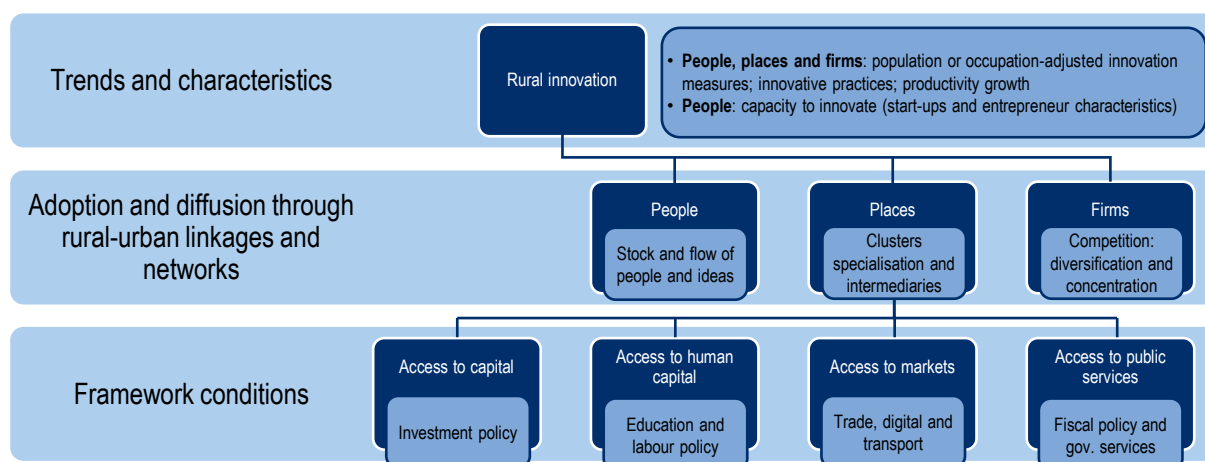 Trends and characteristics
Rural innovation
• People, places and firms: population or occupation-adjusted innovation
measures; innovative practices; productivity growth
• People: capacity to innovate (start-ups and entrepreneur characteristics)
Adoption and diffusion through
rural-urban linkages and
networks
People
Stock and flow of
people and ideas
Places
Clusters
specialisation and
intermediaries
Firms
Competition:
diversification and
concentration
Framework conditions
Access to capital
Investment policy
Access to human
capital
Education and
labour policy
Access to markets
Trade, digital and
transport
Access to public
services
Fiscal policy and
gov. services